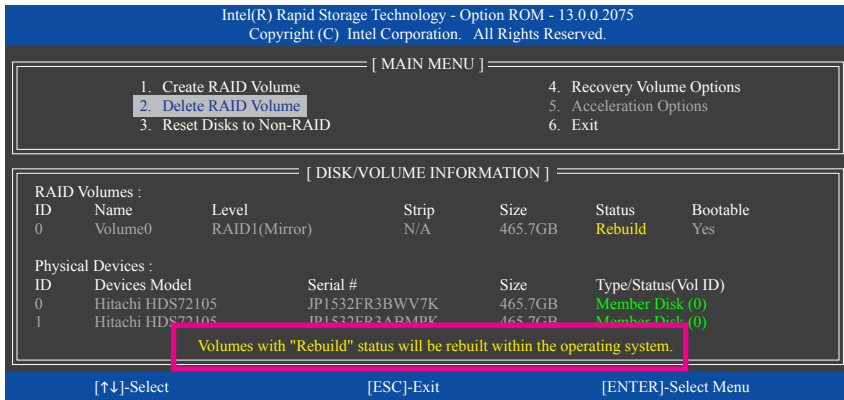 Intel(R) Rapid Storage Technology - Option ROM - 13.0.0.2075
Copyright (C) Intel Corporation. All Rights Reserved.
[ MAIN MENU ]
1. Create RAID Volume 4. Recovery Volume Options
2. Delete RAID Volume 5. Acceleration Options
3. Reset Disks to Non-RAID 6. Exit
[ DISK/VOLUME INFORMATION ]
RAID Volumes :
ID Name Level Strip Size Status Bootable
0 Volume0 RAID1(Mirror) N/A 465.7GB Rebuild Yes
Physical Devices :
ID Devices Model Serial # Size Type/Status(Vol ID)
0 Hitachi HDS72105 JP1532FR3BWV7K 465.7GB Member Disk (0)
1 Hitachi HDS72105 JP1532FR3ABMPK 465.7GB Member Disk (0)
Volumes with "Rebuild" status will be rebuilt within the operating system.
[↑↓]-Select [ESC]-Exit [ENTER]-Select Menu